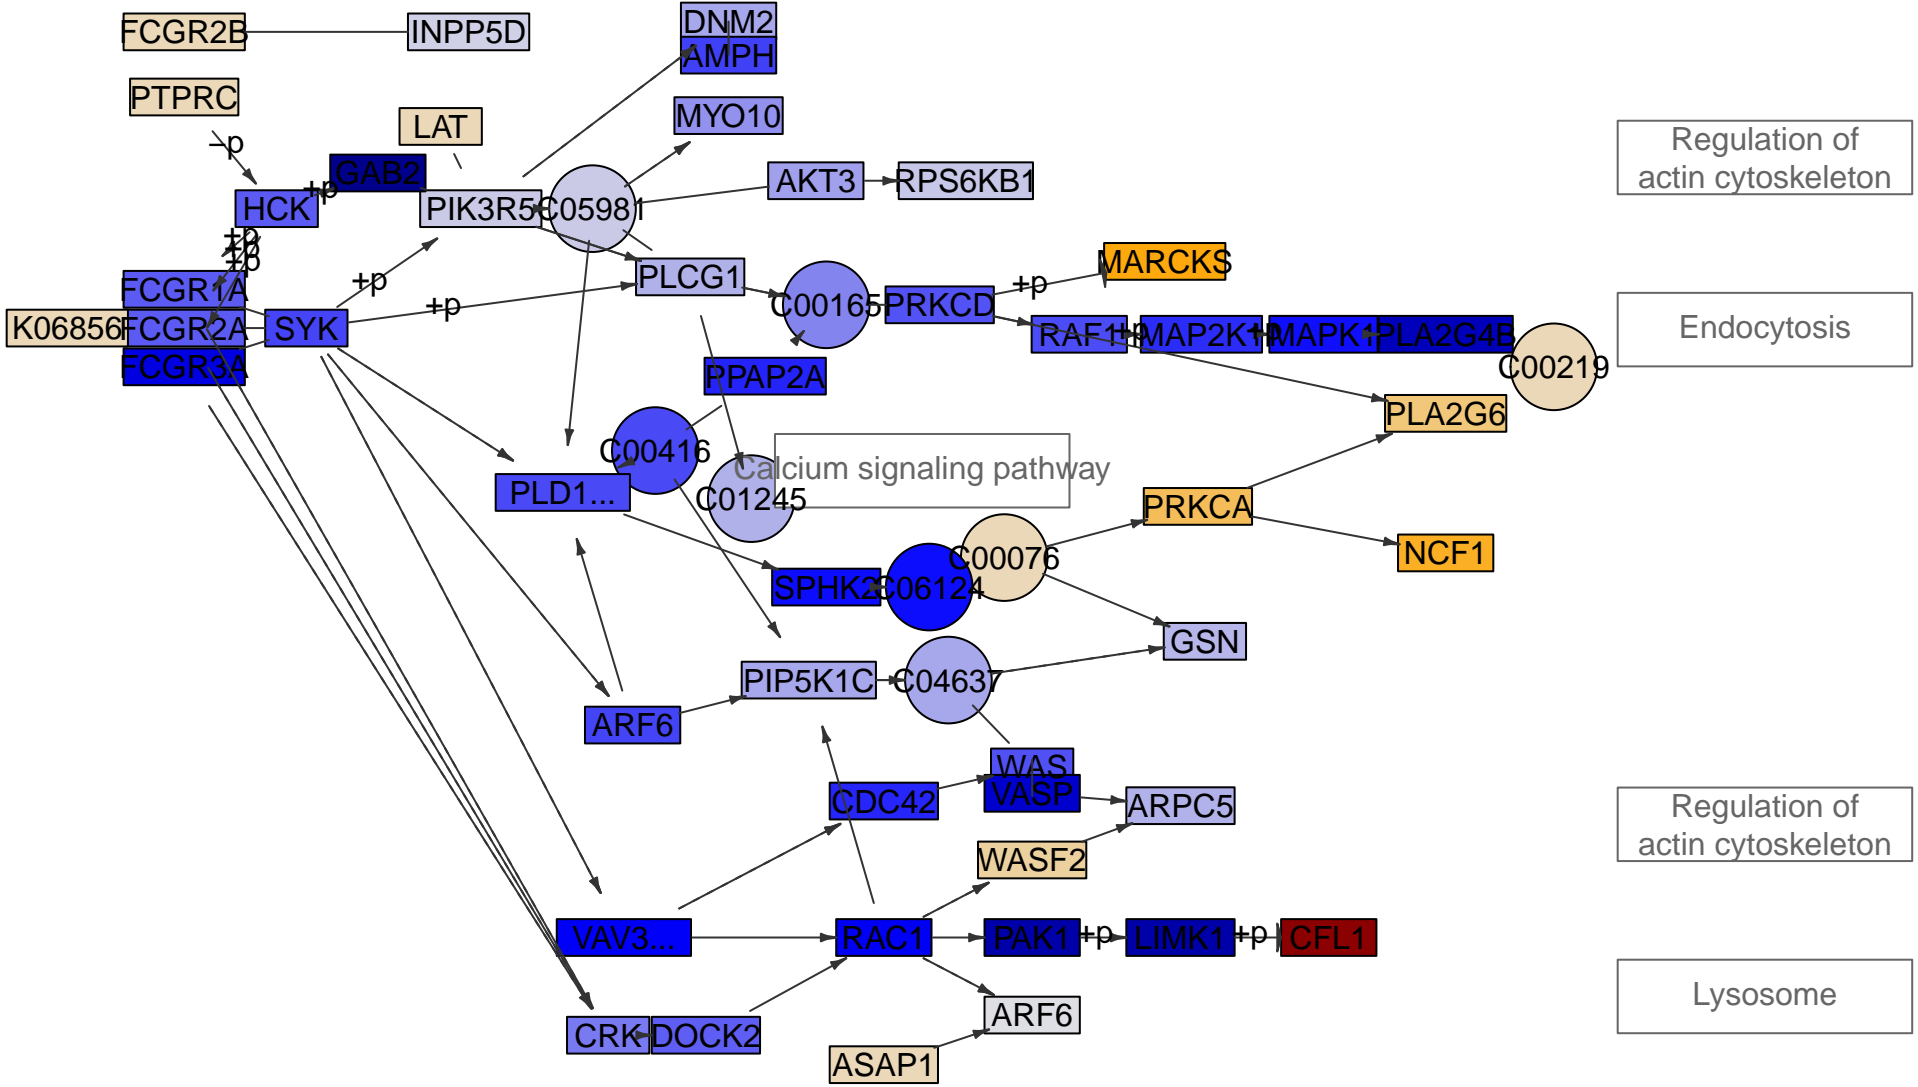 FCGR2B
INPP5D
DNM2
AMPH
PTPRC
LAT
MYO10
Regulation of
actin cytoskeleton
−p
GAB2
+p
HCK
PIK3R5
C05981
AKT3
RPS6KB1
+p
+p
+p
FCGR1A
K06856
FCGR2A
FCGR3A
SYK
+p
+p
PLCG1
C00165
PRKCD
+p
MARCKS
RAF1
+p
MAP2K1
+p
MAPK1
PLA2G4B
C00219
Endocytosis
PPAP2A
PLA2G6
C00416
PLD1...
C01245
Calcium signaling pathway
PRKCA
NCF1
C00076
SPHK2
C06124
GSN
PIP5K1C
C04637
ARF6
WAS
VASP
CDC42
ARPC5
WASF2
Regulation of
actin cytoskeleton
VAV3...
RAC1
PAK1
+p
LIMK1
+p
CFL1
ARF6
Lysosome
CRK
DOCK2
ASAP1